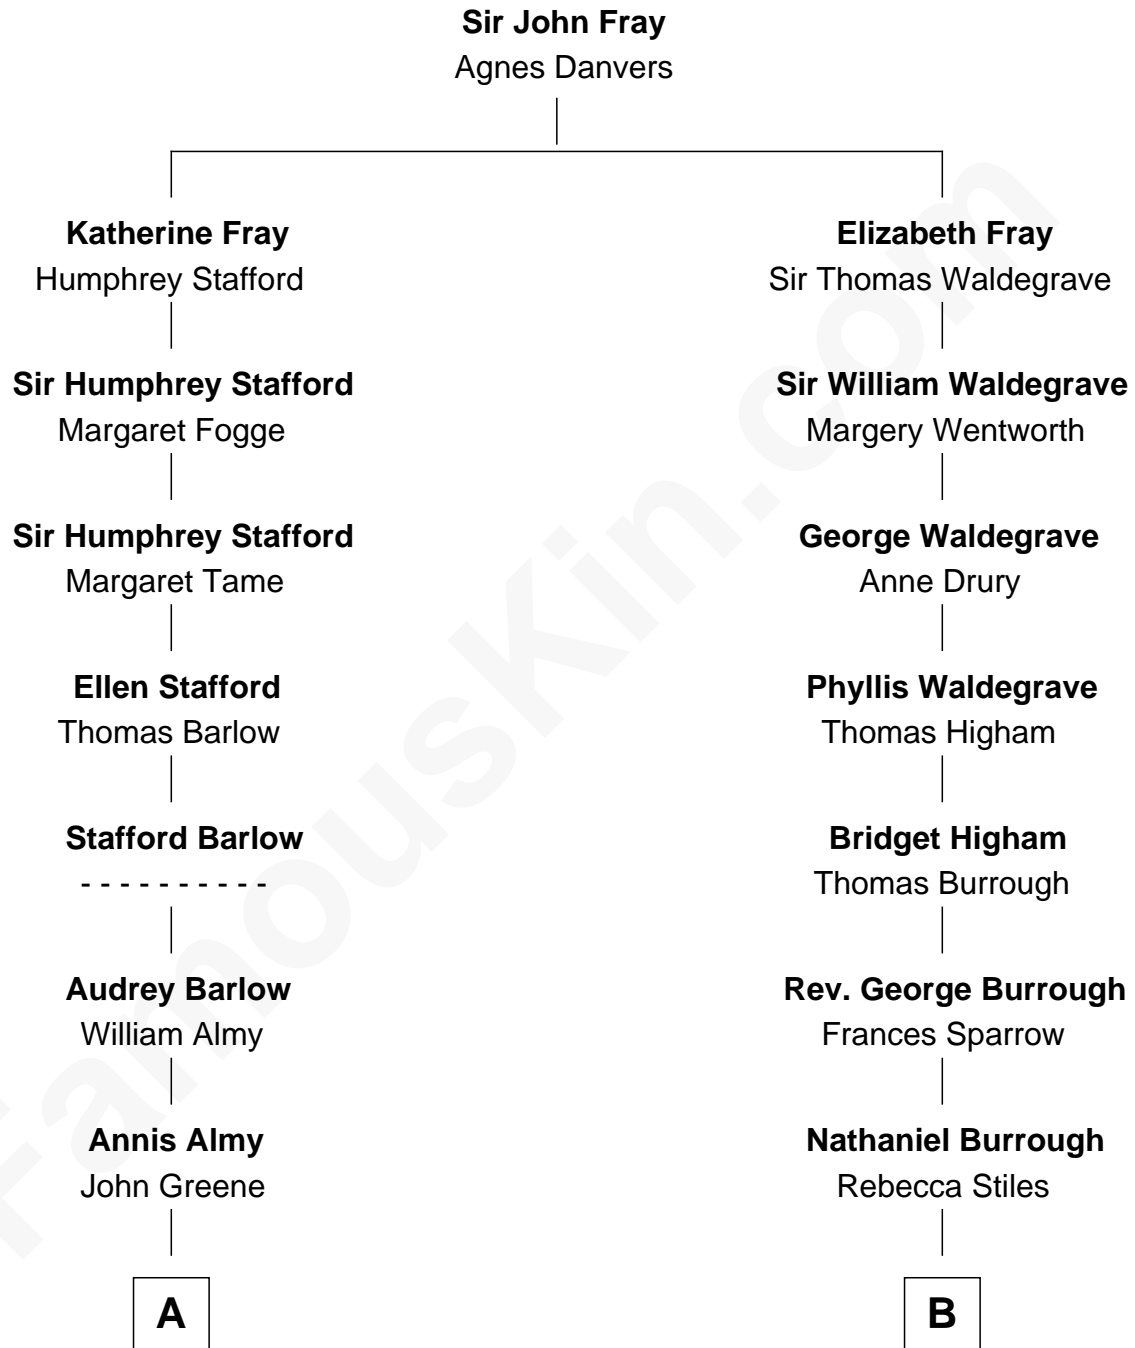 Sir John Fray
Agnes Danvers
Katherine Fray
Humphrey Stafford
Elizabeth Fray
Sir Thomas Waldegrave
Sir Humphrey Stafford
Margaret Fogge
Sir William Waldegrave
Margery Wentworth
Sir Humphrey Stafford
Margaret Tame
George Waldegrave
Anne Drury
Ellen Stafford
Thomas Barlow
Phyllis Waldegrave
Thomas Higham
Stafford Barlow
- - - - - - - - - -
Bridget Higham
Thomas Burrough
Audrey Barlow
William Almy
Rev. George Burrough
Frances Sparrow
Annis Almy
John Greene
Nathaniel Burrough
Rebecca Stiles
A
B
FamousKin.com